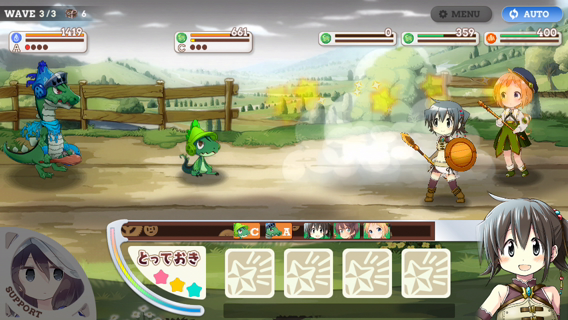 WAVE 3/3 6
MENU
AUTO
1419
A
661
C
0
359
400
C A
とっておき
SUPPORT